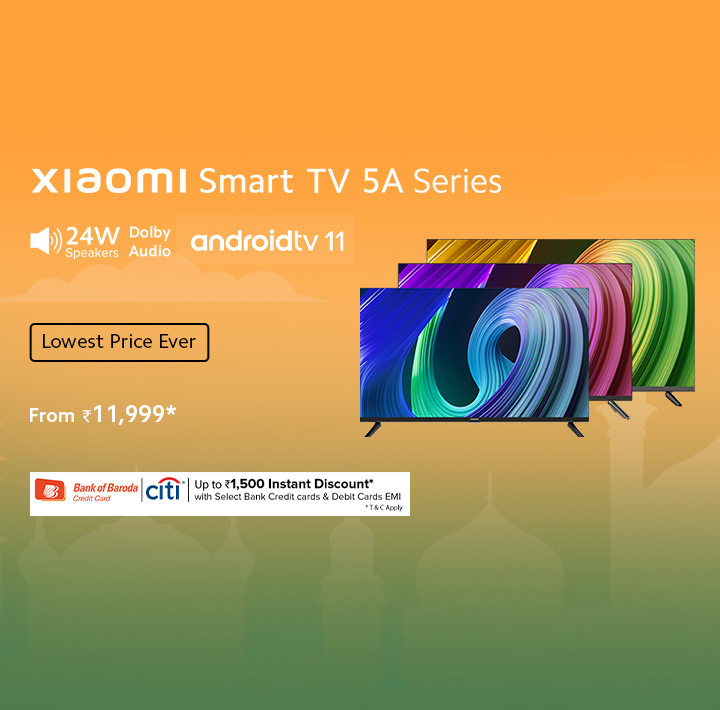 xiaomi Smart TV 5A Series
24W Speakers
Dolby Audio
androidtv 11
Lowest Price Ever
From ₹11,999*
Bank of Baroda
Credit Card
citi
Up to ₹1,500 Instant Discount*
with Select Bank Credit cards & Debit Cards EMI
*T&C Apply